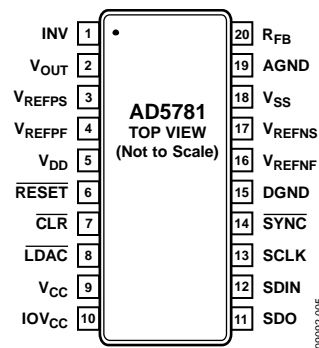 INV 1
VOUT 2
VREFPS 3
VREFPF 4
VDD 5
RESET 6
CLR 7
LDAC 8
VCC 9
IOVCC 10
AD5781
TOP VIEW
(Not to Scale)
20 RFB
19 AGND
18 VSS
17 VREFNS
16 VREFNF
15 DGND
14 SYNC
13 SCLK
12 SDIN
11 SDO
09092-005